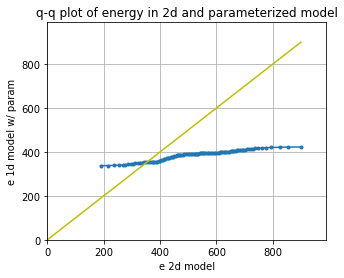 q-q plot of energy in 2d and parameterized model
e 1d model w/ param
800
600
400
200
0
0 200 400 600 800
e 2d model